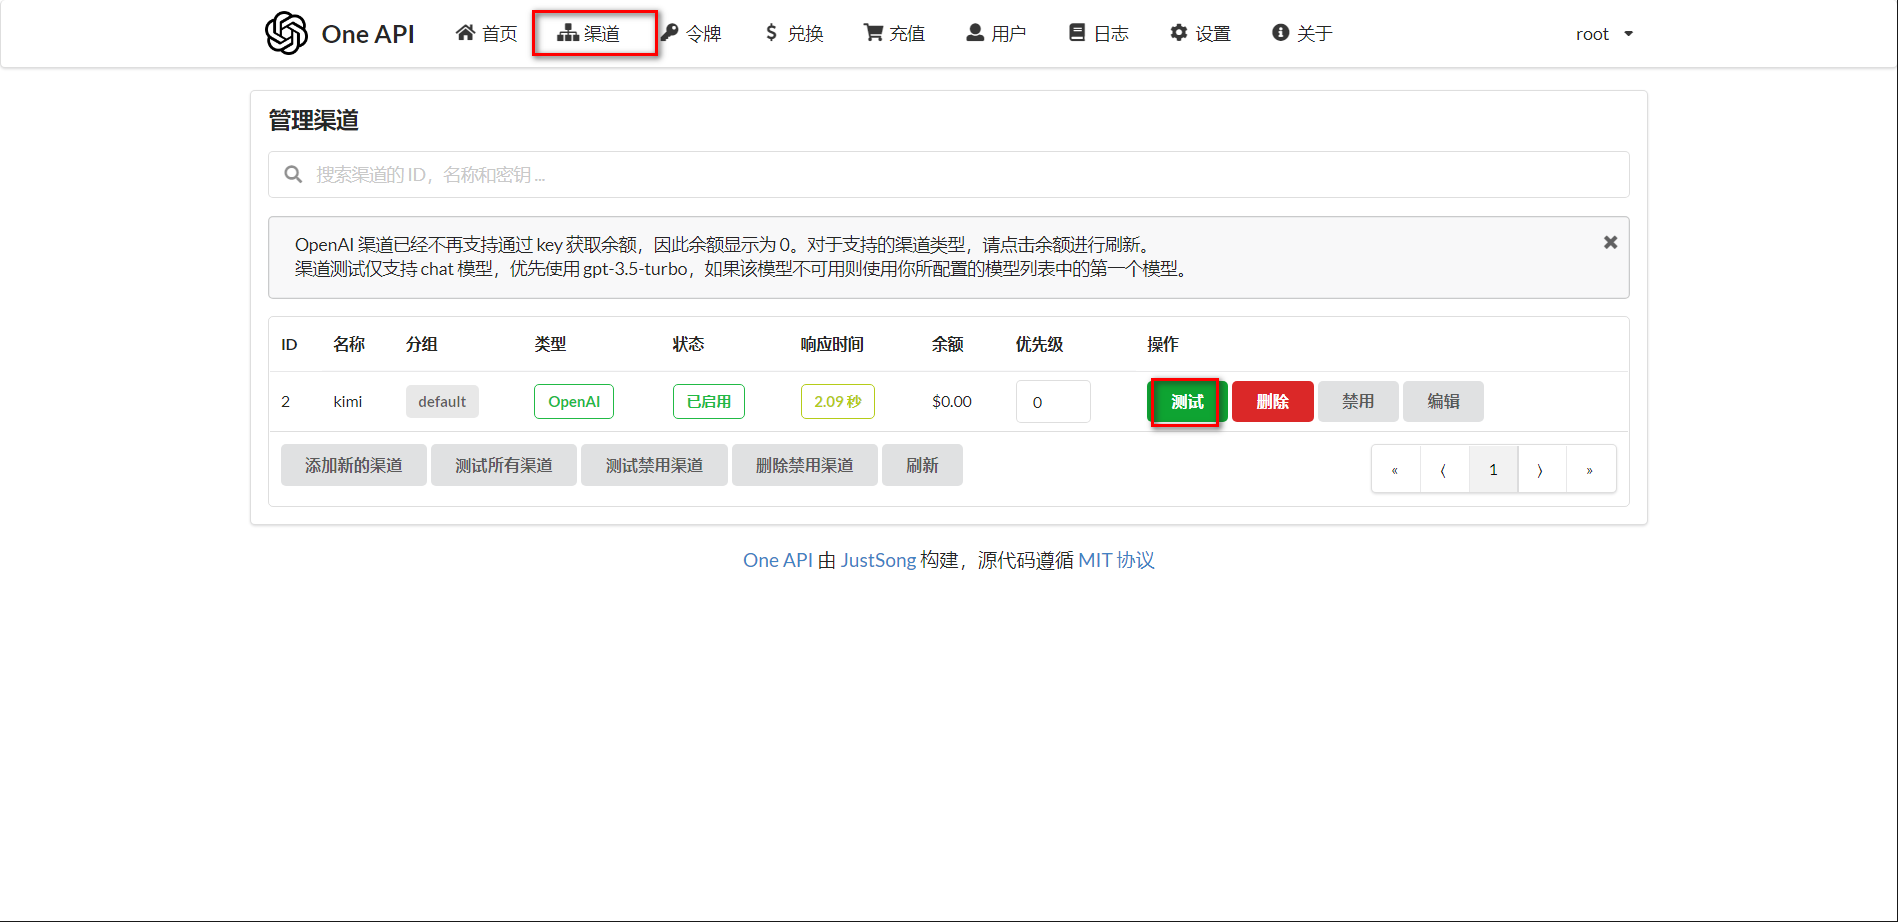 One API 首页 渠道 令牌 兑换 充值 用户 日志 设置 关于 root
管理渠道
搜索渠道的 ID，名称和密钥 ...
OpenAI 渠道已经不再支持通过 key 获取余额，因此余额显示为 0。对于支持的渠道类型，请点击余额进行刷新。
渠道测试仅支持 chat 模型，优先使用 gpt-3.5-turbo，如果该模型不可用则使用你所配置的模型列表中的第一个模型。
ID 名称 分组 类型 状态 响应时间 余额 优先级 操作
2 kimi default OpenAI 已启用 2.09 秒 $0.00 0 测试 删除 禁用 编辑
添加新的渠道 测试所有渠道 测试禁用渠道 删除禁用渠道 刷新 « ⟨ 1 ⟩ »
One API 由 JustSong 构建，源代码遵循 MIT 协议